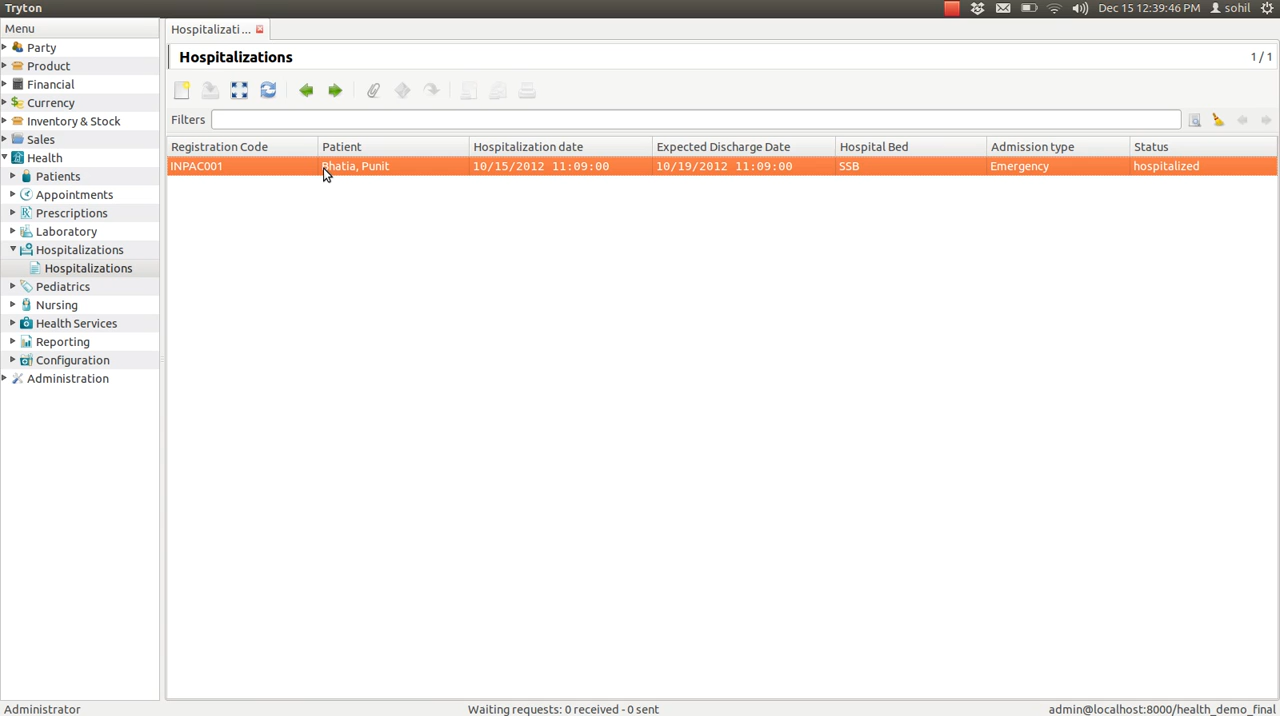 Tryton
Dec 15 12:39:46 PM sohil
Menu
Party
Product
Financial
Currency
Inventory & Stock
Sales
Health
Patients
Appointments
Prescriptions
Laboratory
Hospitalizations
Hospitalizations
Pediatrics
Nursing
Health Services
Reporting
Configuration
Administration
Hospitalizati ...
Hospitalizations 1 / 1
Filters
Registration Code Patient Hospitalization date Expected Discharge Date Hospital Bed Admission type Status
INPAC001 Bhatia, Punit 10/15/2012 11:09:00 10/19/2012 11:09:00 SSB Emergency hospitalized
Administrator Waiting requests: 0 received - 0 sent admin@localhost:8000/health_demo_final